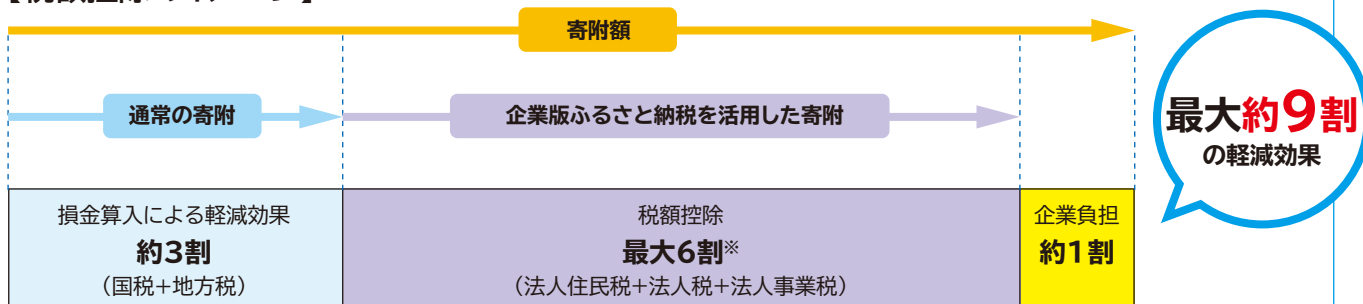 寄附額
通常の寄附
企業版ふるさと納税を活用した寄附
最大約9割
の軽減効果
損金算入による軽減効果
約3割
（国税+地方税）
税額控除
最大6割※
（法人住民税+法人税+法人事業税）
企業負担
約1割